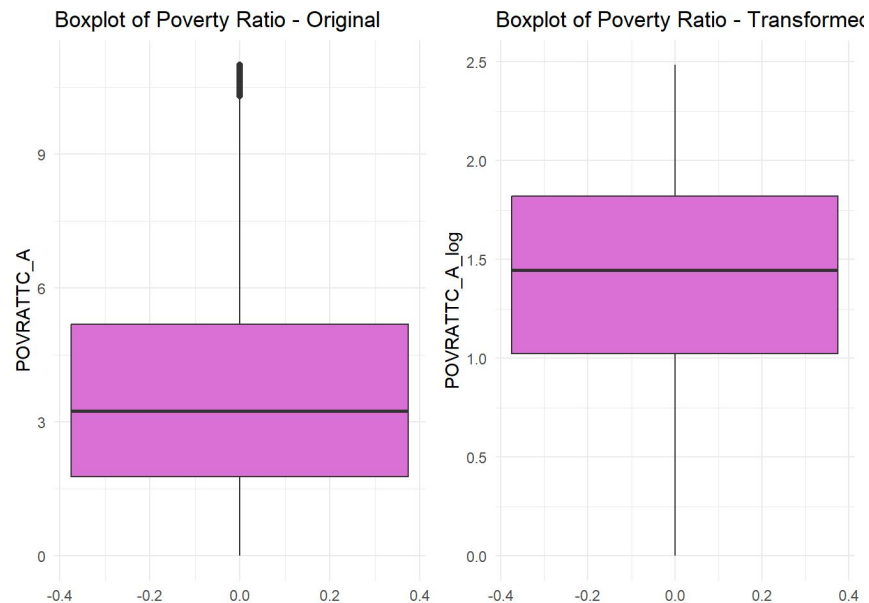 Boxplot of Poverty Ratio - Original
POVRATTC_A
9
6
3
0
-0.4 -0.2 0.0 0.2 0.4
Boxplot of Poverty Ratio - Transformed
POVRATTC_A_log
2.5
2.0
1.5
1.0
0.5
0.0
-0.4 -0.2 0.0 0.2 0.4